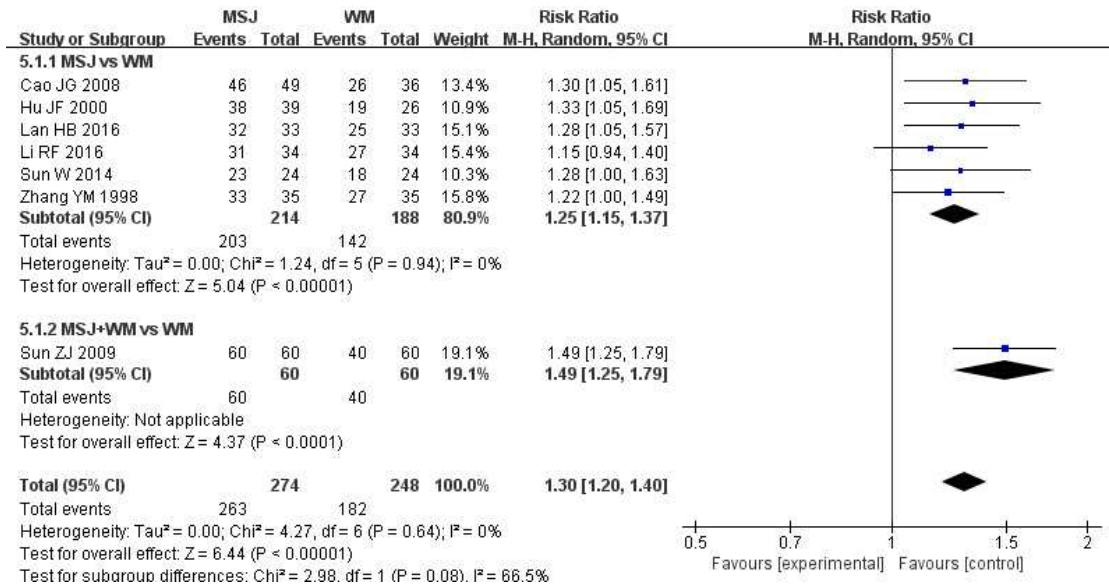 MSJ WM Risk Ratio Risk Ratio
Study or Subgroup Events Total Events Total Weight M-H, Random, 95% CI M-H, Random, 95% CI
5.1.1 MSJ vs WM
Cao JG 2008 46 49 26 36 13.4% 1.30 [1.05, 1.61]
Hu JF 2000 38 39 19 26 10.9% 1.33 [1.05, 1.69]
Lan HB 2016 32 33 25 33 15.1% 1.28 [1.05, 1.57]
Li RF 2016 31 34 27 34 15.4% 1.15 [0.94, 1.40]
Sun W 2014 23 24 18 24 10.3% 1.28 [1.00, 1.63]
Zhang YM 1998 33 35 27 35 15.8% 1.22 [1.00, 1.49]
Subtotal (95% CI) 214 188 80.9% 1.25 [1.15, 1.37]
Total events 203 142
Heterogeneity: Tau² = 0.00; Chi² = 1.24, df = 5 (P = 0.94); I² = 0%
Test for overall effect: Z = 5.04 (P < 0.00001)
5.1.2 MSJ+WM vs WM
Sun ZJ 2009 60 60 40 60 19.1% 1.49 [1.25, 1.79]
Subtotal (95% CI) 60 60 19.1% 1.49 [1.25, 1.79]
Total events 60 40
Heterogeneity: Not applicable
Test for overall effect: Z = 4.37 (P < 0.0001)
Total (95% CI) 274 248 100.0% 1.30 [1.20, 1.40]
Total events 263 182
Heterogeneity: Tau² = 0.00; Chi² = 4.27, df = 6 (P = 0.64); I² = 0%
Test for overall effect: Z = 6.44 (P < 0.00001)
Test for subgroup differences: Chi² = 2.98, df = 1 (P = 0.08), I² = 66.5%
0.5 0.7 1 1.5 2
Favours [experimental] Favours [control]